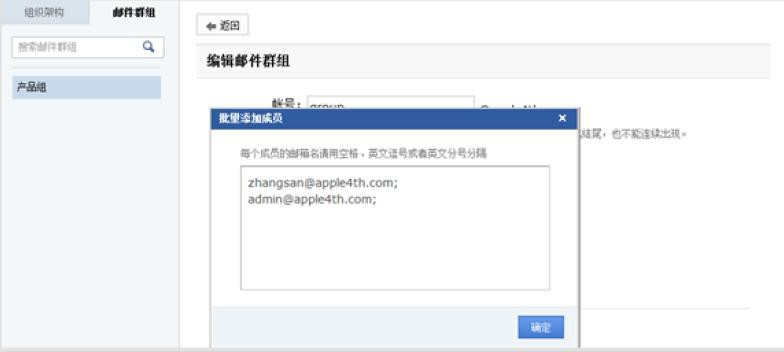 组织架构
邮件群组
搜索邮件群组
产品组
返回
编辑邮件群组
帐号：
group
批量添加成员
结尾，也不能连续出现。
每个成员的邮箱名请用空格、英文逗号或者英文分号分隔
zhangsan@apple4th.com;
admin@apple4th.com;
确定